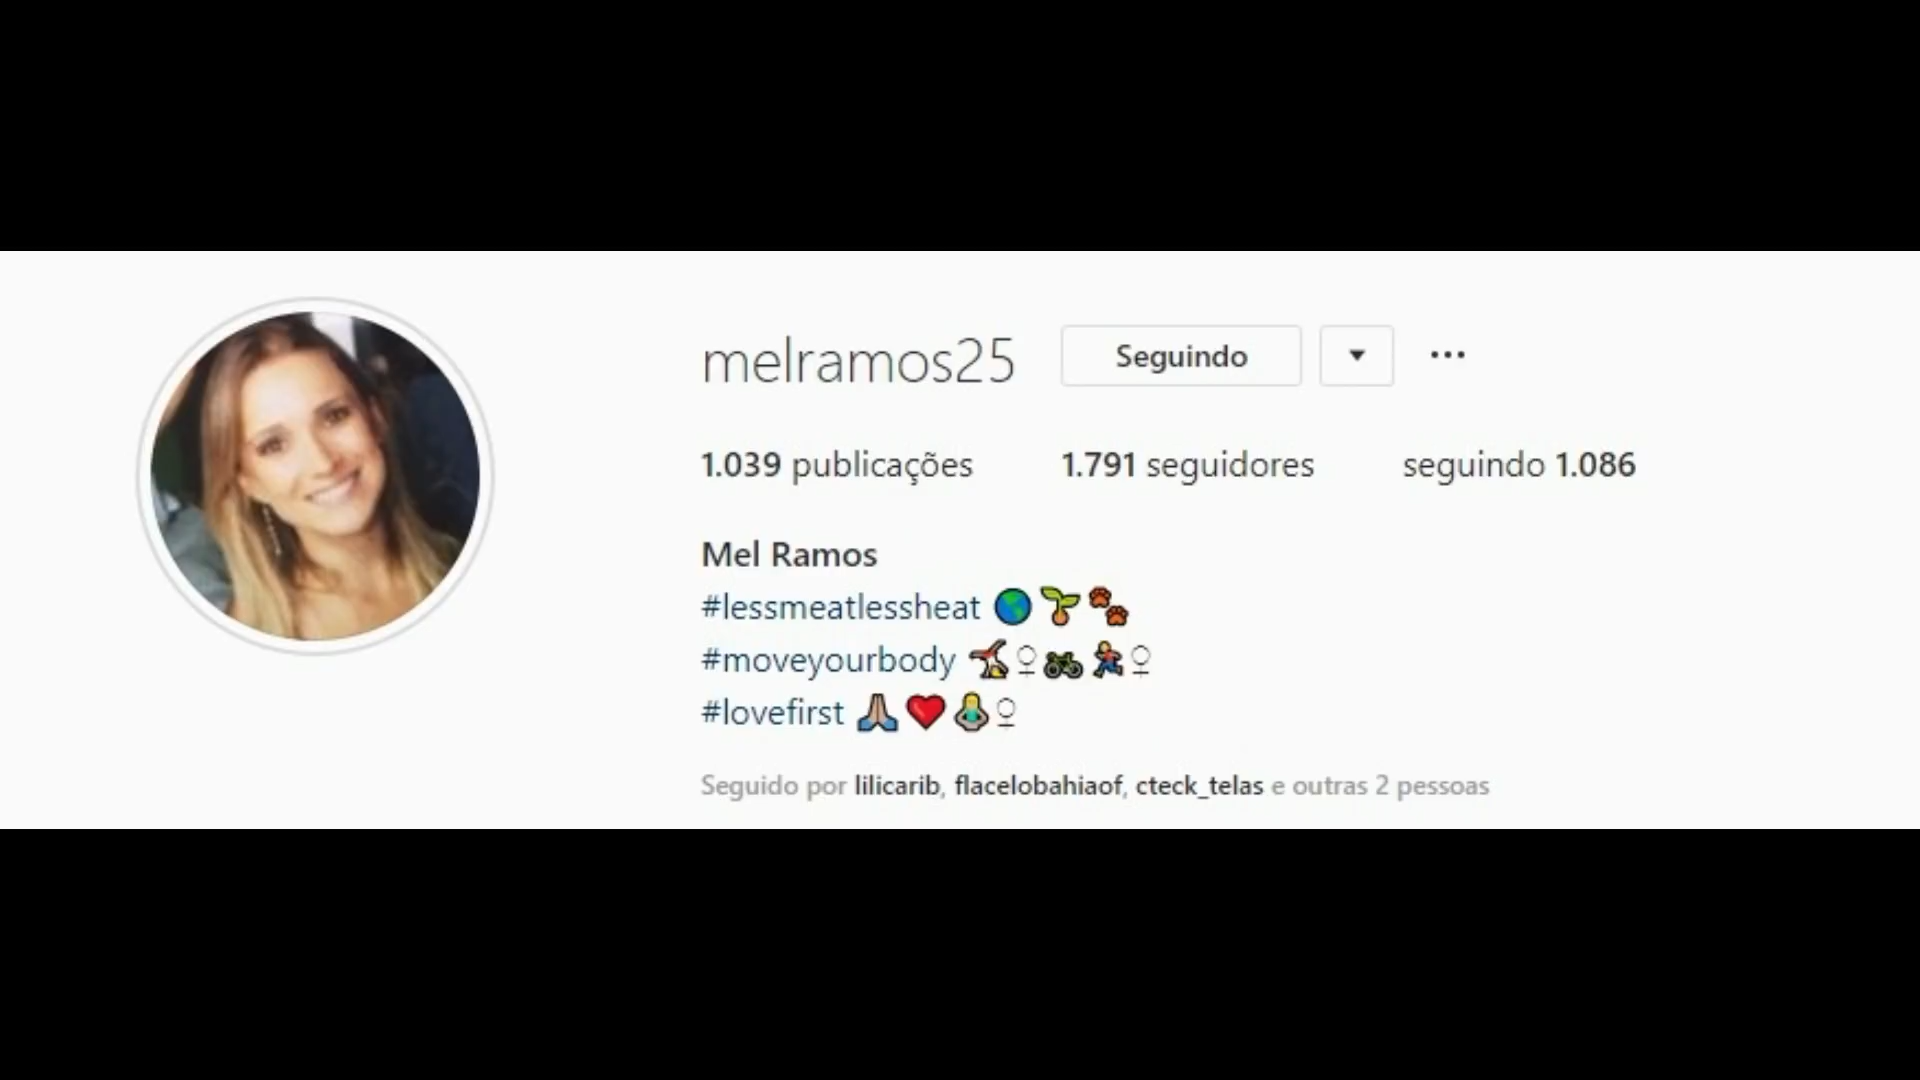 melramos25 Seguindo
1.039 publicações 1.791 seguidores seguindo 1.086
Mel Ramos
#lessmeatlessheat 🌎🌱🐾
#moveyourbody 🤸♀🚲🏃♀
#lovefirst 🙏🏽❤🧘♀
Seguido por lilicarib, flacelobahiaof, cteck_telas e outras 2 pessoas